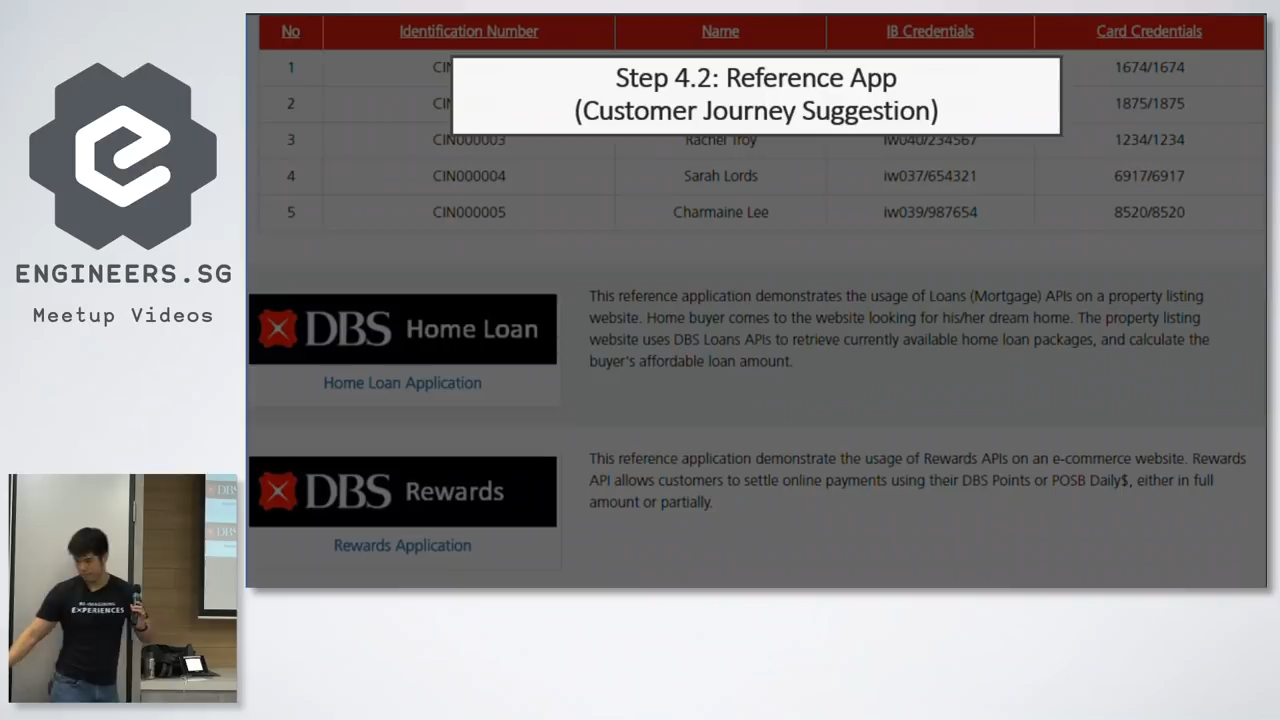 No Identification Number Name IB Credentials Card Credentials
Step 4.2: Reference App
(Customer Journey Suggestion)
1 CIN 1674/1674
2 CIN 1875/1875
3 CIN000003 Rachel Troy iw040/234567 1234/1234
4 CIN000004 Sarah Lords iw037/654321 6917/6917
5 CIN000005 Charmaine Lee iw039/987654 8520/8520
ENGINEERS.SG
Meetup Videos
DBS Home Loan
Home Loan Application
This reference application demonstrates the usage of Loans (Mortgage) APIs on a property listing
website. Home buyer comes to the website looking for his/her dream home. The property listing
website uses DBS Loans APIs to retrieve currently available home loan packages, and calculate the
buyer's affordable loan amount.
DBS Rewards
Rewards Application
This reference application demonstrate the usage of Rewards APIs on an e-commerce website. Rewards
API allows customers to settle online payments using their DBS Points or POSB Daily$, either in full
amount or partially.
EXPERIENCES
DBS
DBS